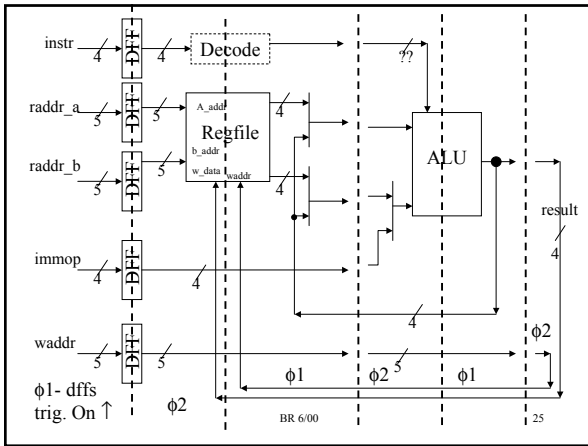 instr
4
DFF
4
Decode
??
raddr_a
5
DFF
5
A_addr
4
Regfile
b_addr
w_data
waddr
4
ALU
raddr_b
5
DFF
5
result
4
immop
4
DFF
4
4
waddr
5
DFF
5
5
ϕ2
ϕ1
ϕ2
ϕ1
ϕ1- dffs
trig. On ↑
ϕ2
BR 6/00
25